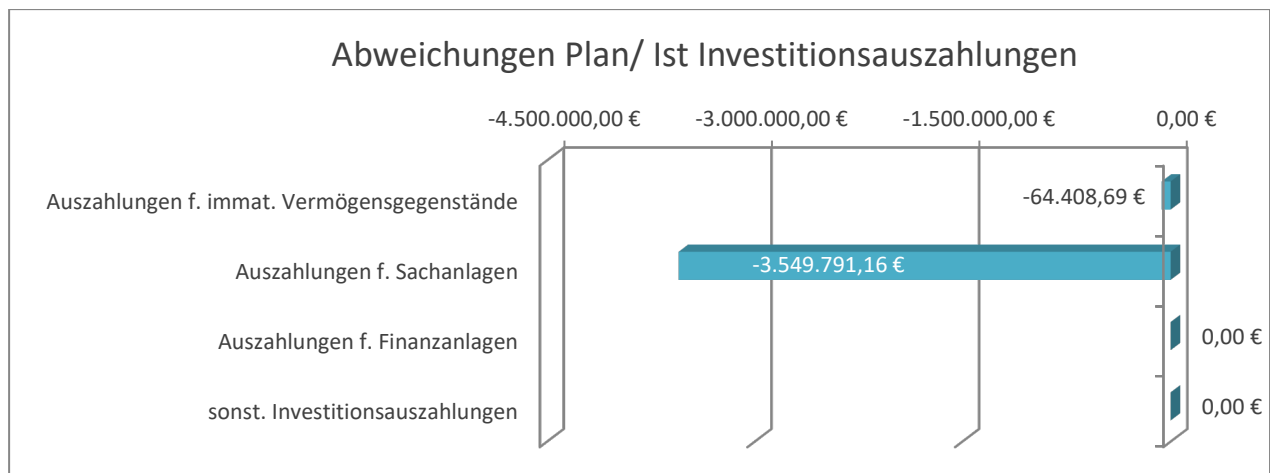 Abweichungen Plan/ Ist Investitionsauszahlungen
-4.500.000,00 € -3.000.000,00 € -1.500.000,00 € 0,00 €
Auszahlungen f. immat. Vermögensgegenstände -64.408,69 €
Auszahlungen f. Sachanlagen -3.549.791,16 €
Auszahlungen f. Finanzanlagen 0,00 €
sonst. Investitionsauszahlungen 0,00 €